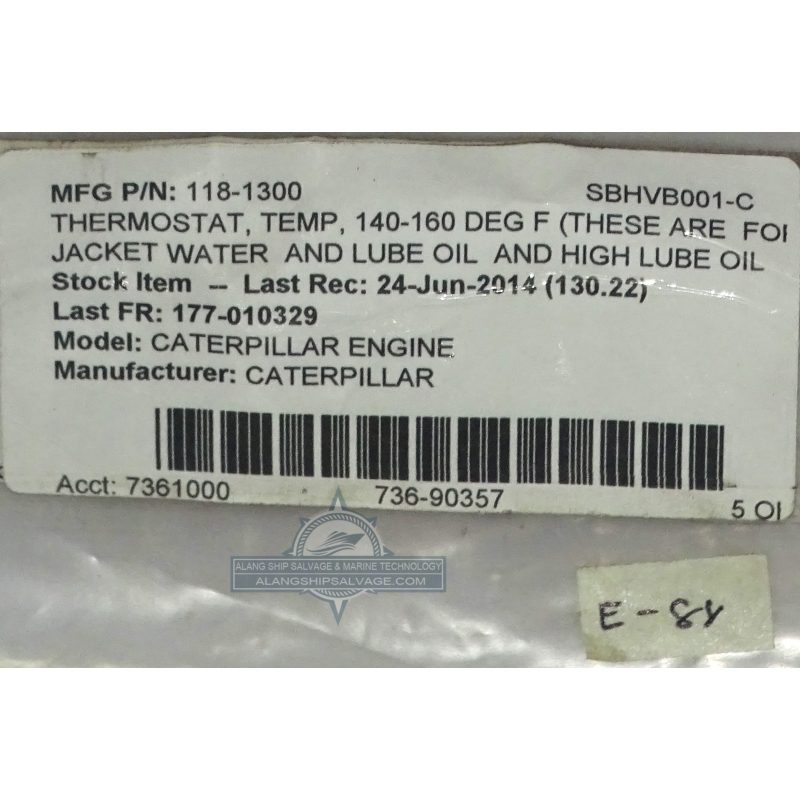 MFG P/N: 118-1300 SBHVB001-C
THERMOSTAT, TEMP, 140-160 DEG F (THESE ARE FOR
JACKET WATER AND LUBE OIL AND HIGH LUBE OIL
Stock Item -- Last Rec: 24-Jun-2014 (130.22)
Last FR: 177-010329
Model: CATERPILLAR ENGINE
Manufacturer: CATERPILLAR
Acct: 7361000 736-90357 5 O
ALANG SHIP SALVAGE & MARINE TECHNOLOGY
ALANGSHIPSALVAGE.COM